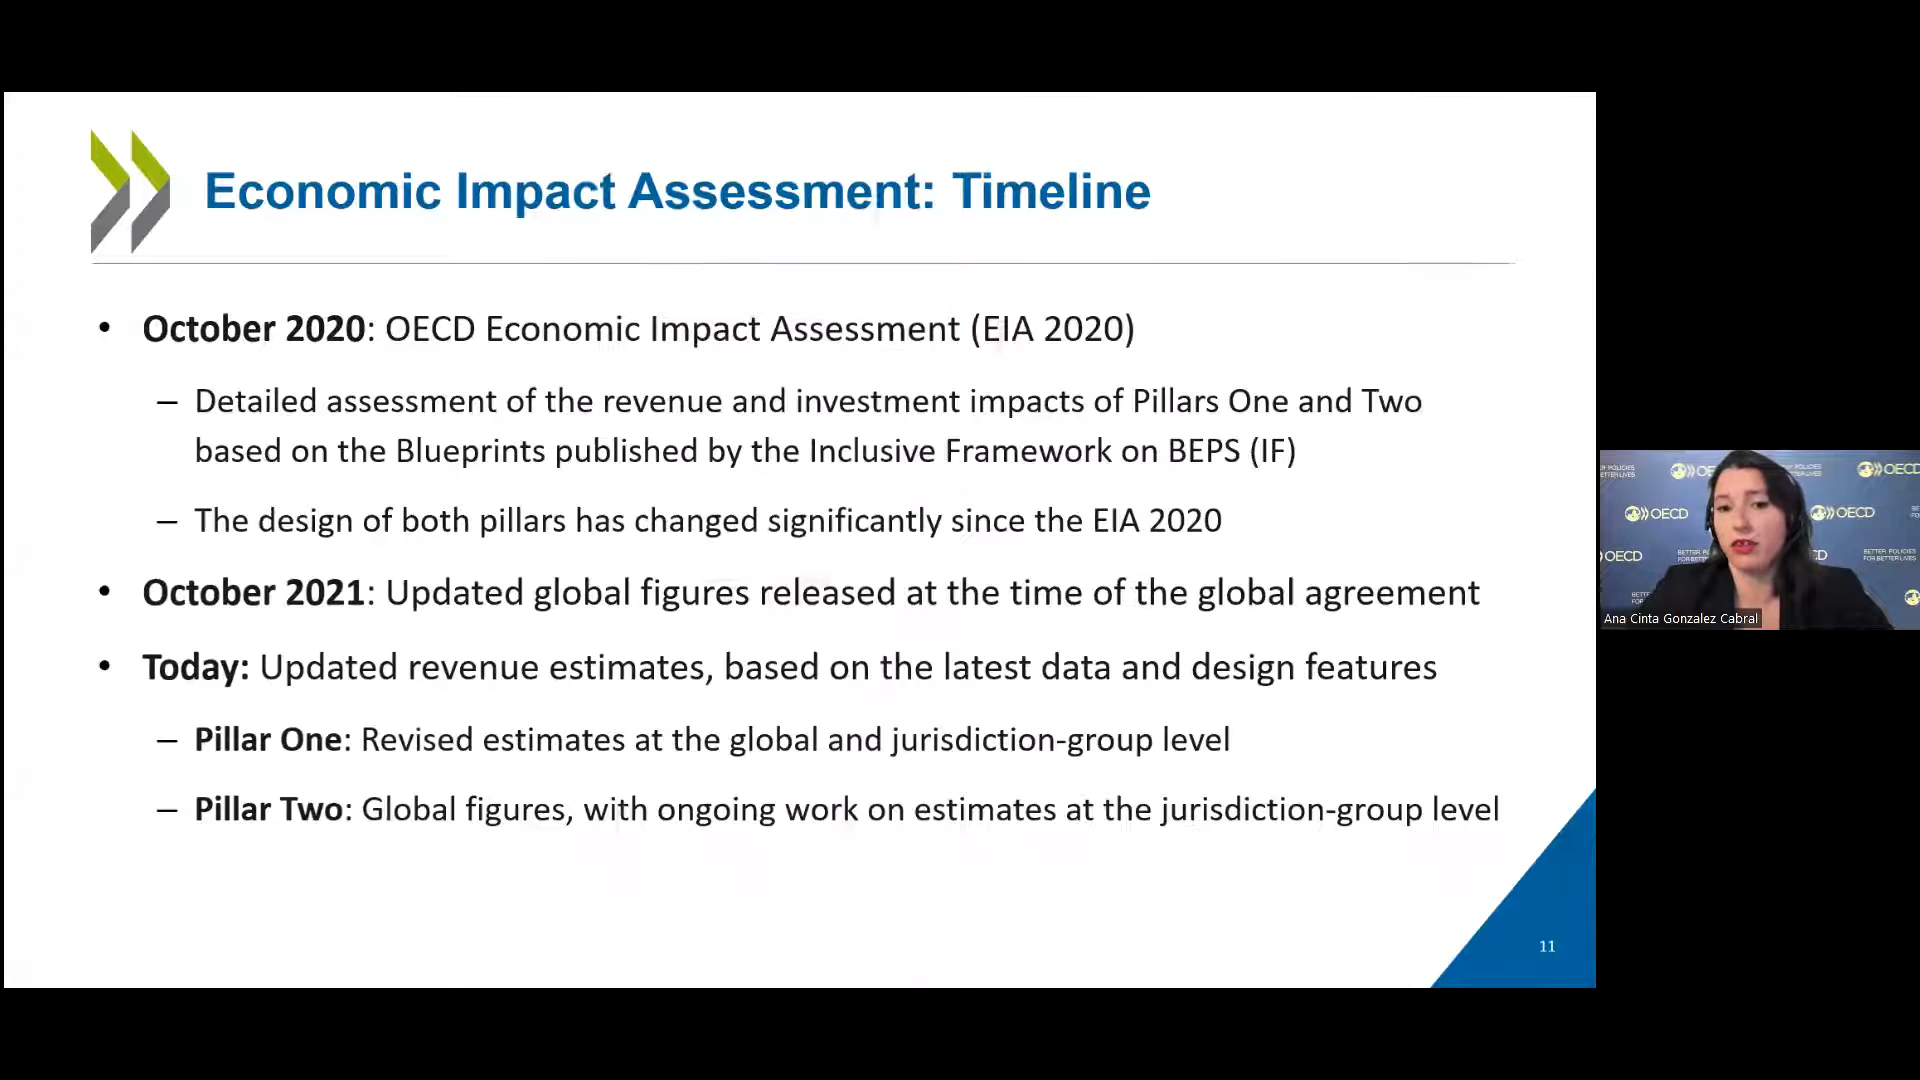 Economic Impact Assessment: Timeline
• October 2020: OECD Economic Impact Assessment (EIA 2020)
– Detailed assessment of the revenue and investment impacts of Pillars One and Two
based on the Blueprints published by the Inclusive Framework on BEPS (IF)
– The design of both pillars has changed significantly since the EIA 2020
• October 2021: Updated global figures released at the time of the global agreement
• Today: Updated revenue estimates, based on the latest data and design features
– Pillar One: Revised estimates at the global and jurisdiction-group level
– Pillar Two: Global figures, with ongoing work on estimates at the jurisdiction-group level
11
OECD
OECD
OECD
OECD
BETTER POLICIES
FOR BETTER LIVES
Ana Cinta Gonzalez Cabral